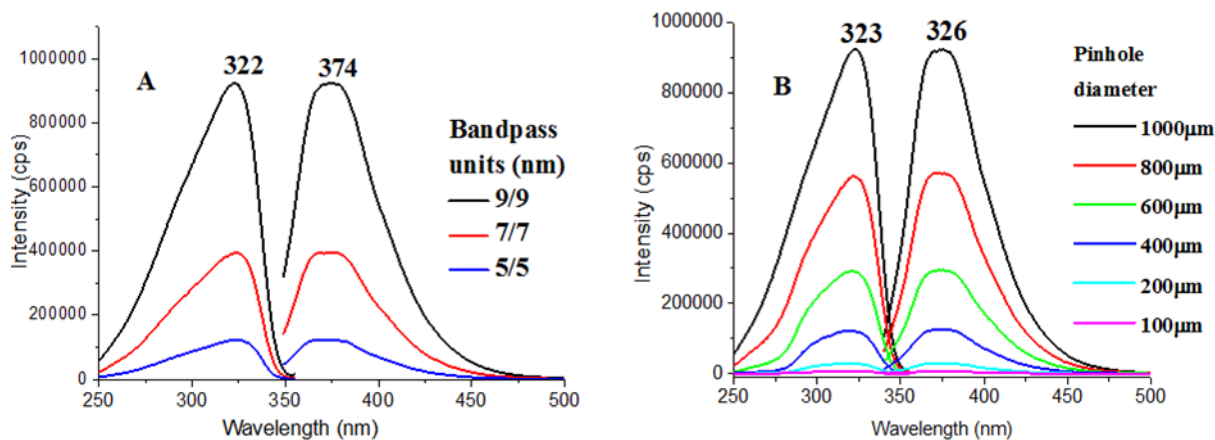 A
322
374
Intensity (cps)
1000000
800000
600000
400000
200000
0
250
300
350
400
450
500
Wavelength (nm)
Bandpass
units (nm)
9/9
7/7
5/5
B
323
326
Intensity (cps)
1000000
800000
600000
400000
200000
0
250
300
350
400
450
500
Wavelength (nm)
Pinhole
diameter
1000μm
800μm
600μm
400μm
200μm
100μm